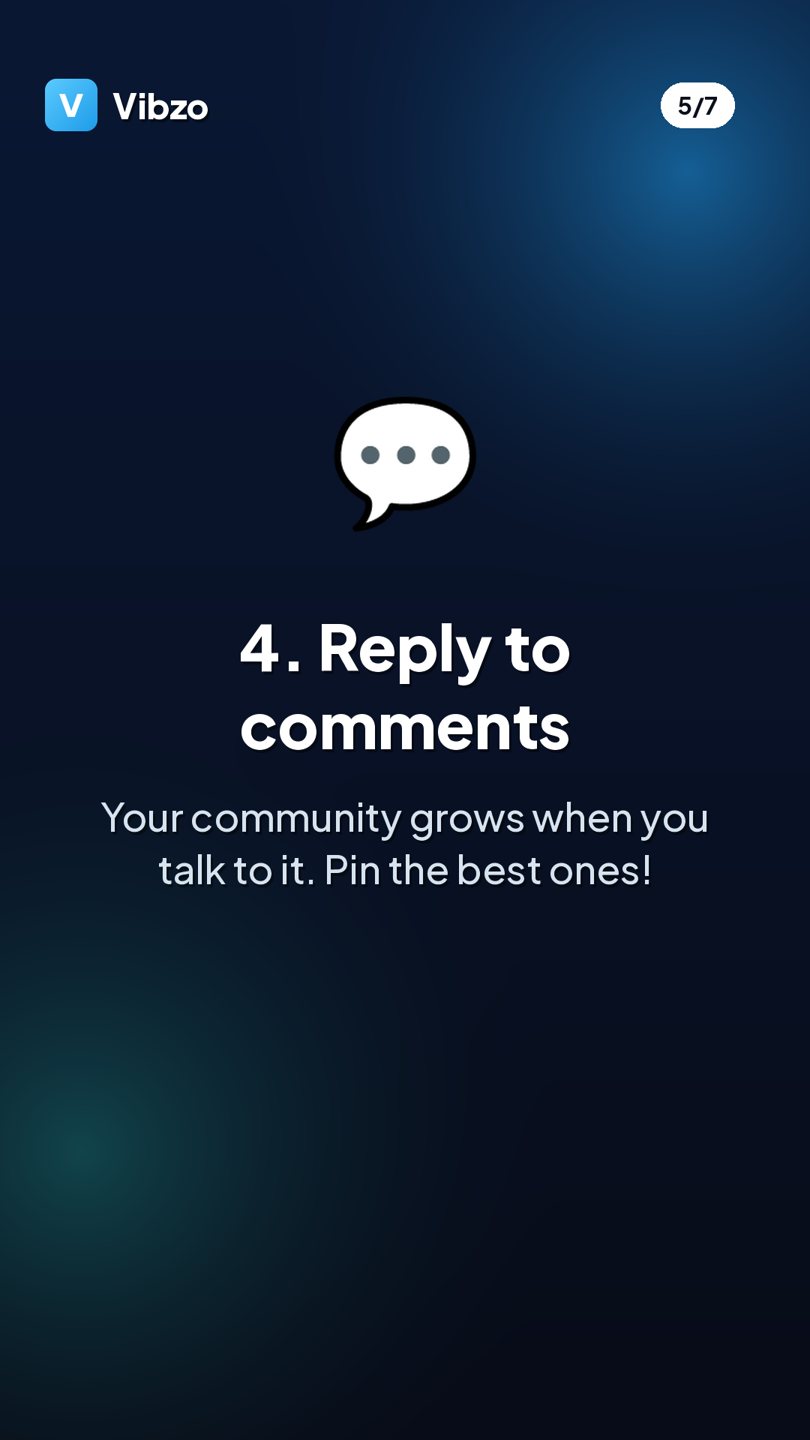 V Vibzo
5/7
4. Reply to
comments
Your community grows when you
talk to it. Pin the best ones!